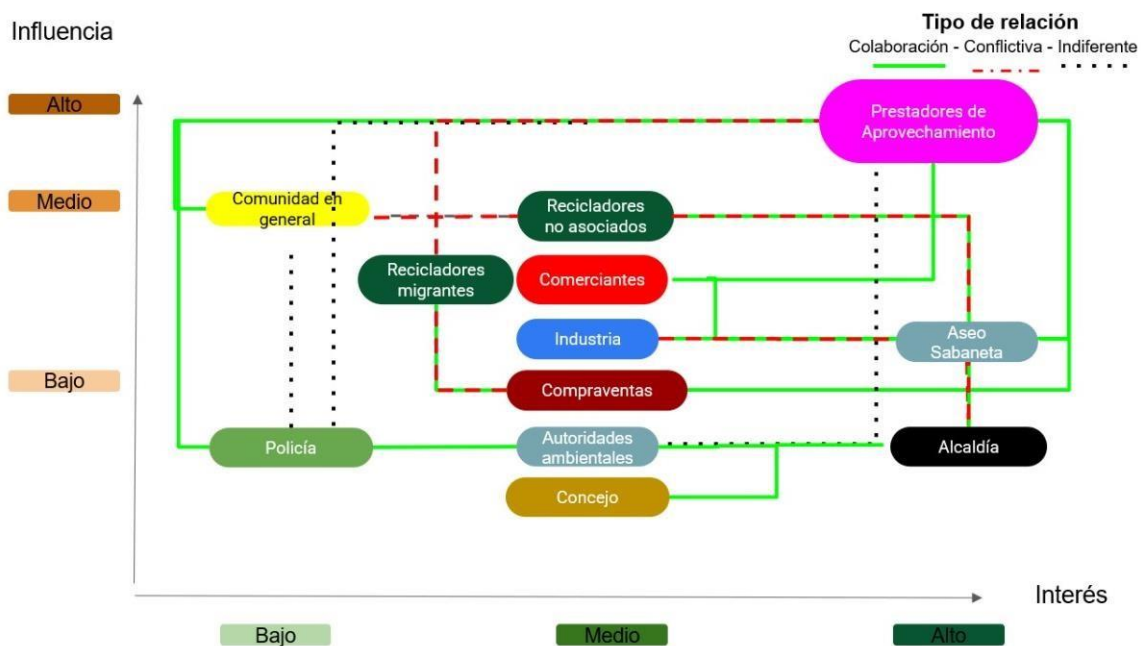 Tipo de relación
Influencia
Colaboración - Conflictiva - Indiferente
Alto
Prestadores de
Aprovechamiento
Medio
Comunidad en
general
Recicladores
no asociados
Recicladores
migrantes
Comerciantes
Industria
Aseo
Sabaneta
Bajo
Compraventas
Policía
Autoridades
ambientales
Alcaldía
Concejo
Interés
Bajo
Medio
Alto